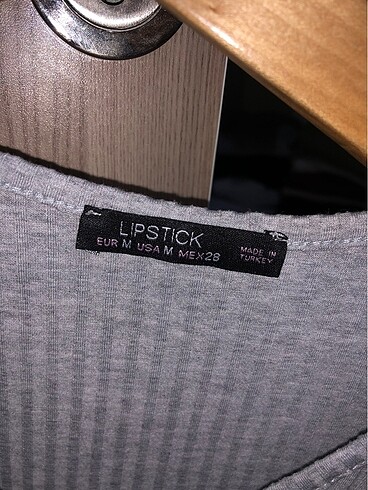 LIPSTICK
EUR M USA M MEX28
MADE IN
TURKEY